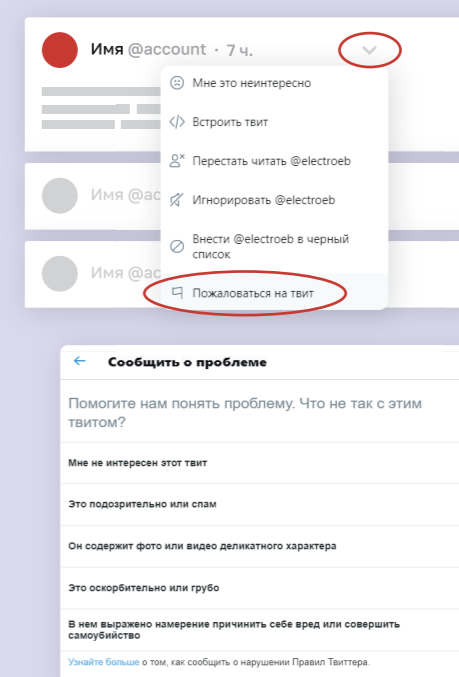 Имя @account · 7 ч.
Мне это неинтересно
Встроить твит
Перестать читать @electroeb
Имя @ac
Игнорировать @electroeb
Внести @electroeb в черный
список
Имя @ac
Пожаловаться на твит
Сообщить о проблеме
Помогите нам понять проблему. Что не так с этим
твитом?
Мне не интересен этот твит
Это подозрительно или спам
Он содержит фото или видео деликатного характера
Это оскорбительно или грубо
В нем выражено намерение причинить себе вред или совершить
самоубийство
Узнайте больше о том, как сообщить о нарушении Правил Твиттера.